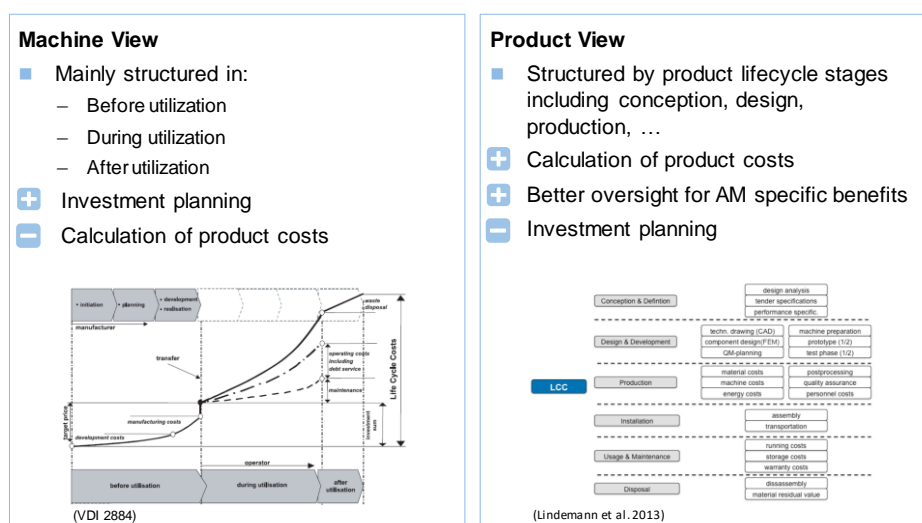 Machine View
Mainly structured in:
– Before utilization
– During utilization
– After utilization
Investment planning
Calculation of product costs
• initiation
• planning
• development
• realisation
manufacturer
transfer
waste
disposal
operating costs
including
debt service
maintenance
Life Cycle Costs
target price
manufacturing costs
development costs
investment
sum
operator
before utilisation
during utilisation
after
utilisation
(VDI 2884)
Product View
Structured by product lifecycle stages
including conception, design,
production, …
Calculation of product costs
Better oversight for AM specific benefits
Investment planning
LCC
Conception & Defintion
design analysis
tender specifications
performance specific.
Design & Development
techn. drawing (CAD)
machine preparation
component design(FEM)
prototype (1/2)
QM-planning
test phase (1/2)
Production
material costs
postprocessing
machine costs
quality assurance
energy costs
personnel costs
Installation
assembly
transportation
Usage & Maintenance
running costs
storage costs
warranty costs
Disposal
dissassembly
material residual value
(Lindemann et al. 2013)